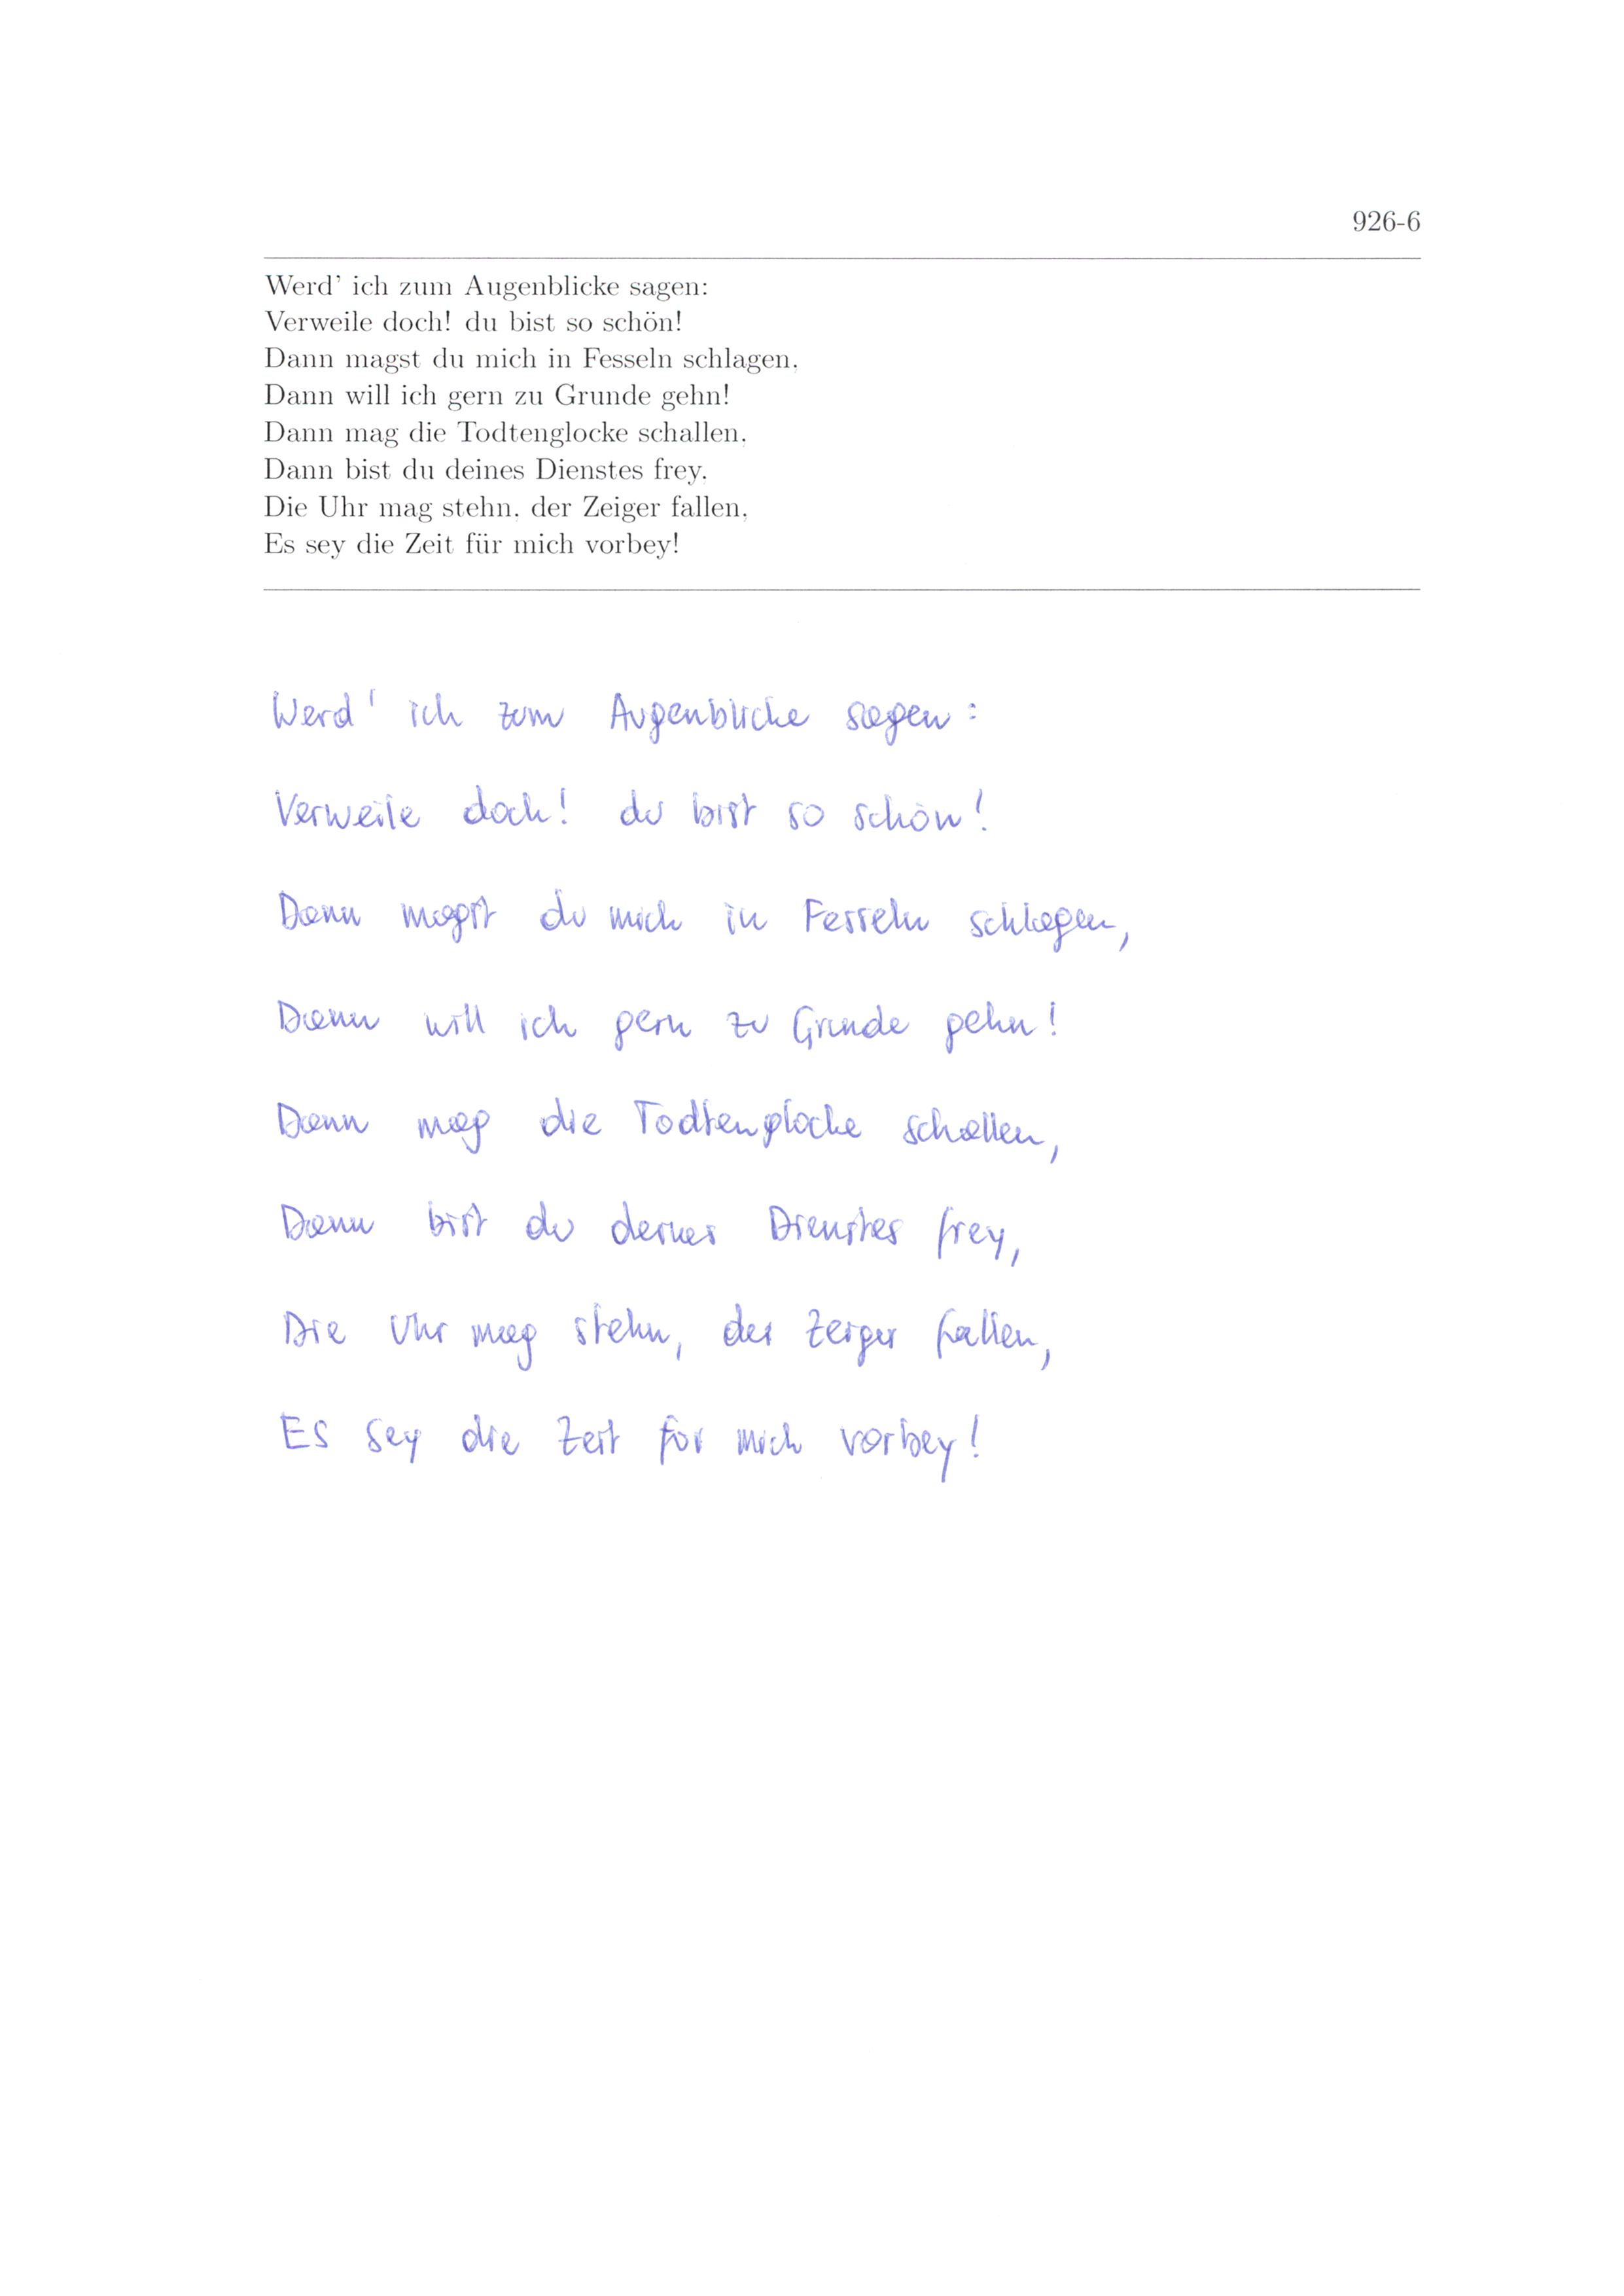 926-6
Werd' ich zum Augenblicke sagen:
Verweile doch! du bist so schön!
Dann magst du mich in Fesseln schlagen,
Dann will ich gern zu Grunde gehn!
Dann mag die Todtenglocke schallen,
Dann bist du deines Dienstes frey,
Die Uhr mag stehn, der Zeiger fallen,
Es sey die Zeit für mich vorbey!
Werd' ich zum Augenblicke sagen:
Verweile doch! du bist so schön!
Dann magst du mich in Fesseln schlagen,
Dann will ich gern zu Grunde gehn!
Dann mag die Todtenglocke schallen,
Dann bist du deines Dienstes frey,
Die Uhr mag stehn, der Zeiger fallen,
Es sey die Zeit für mich vorbey!